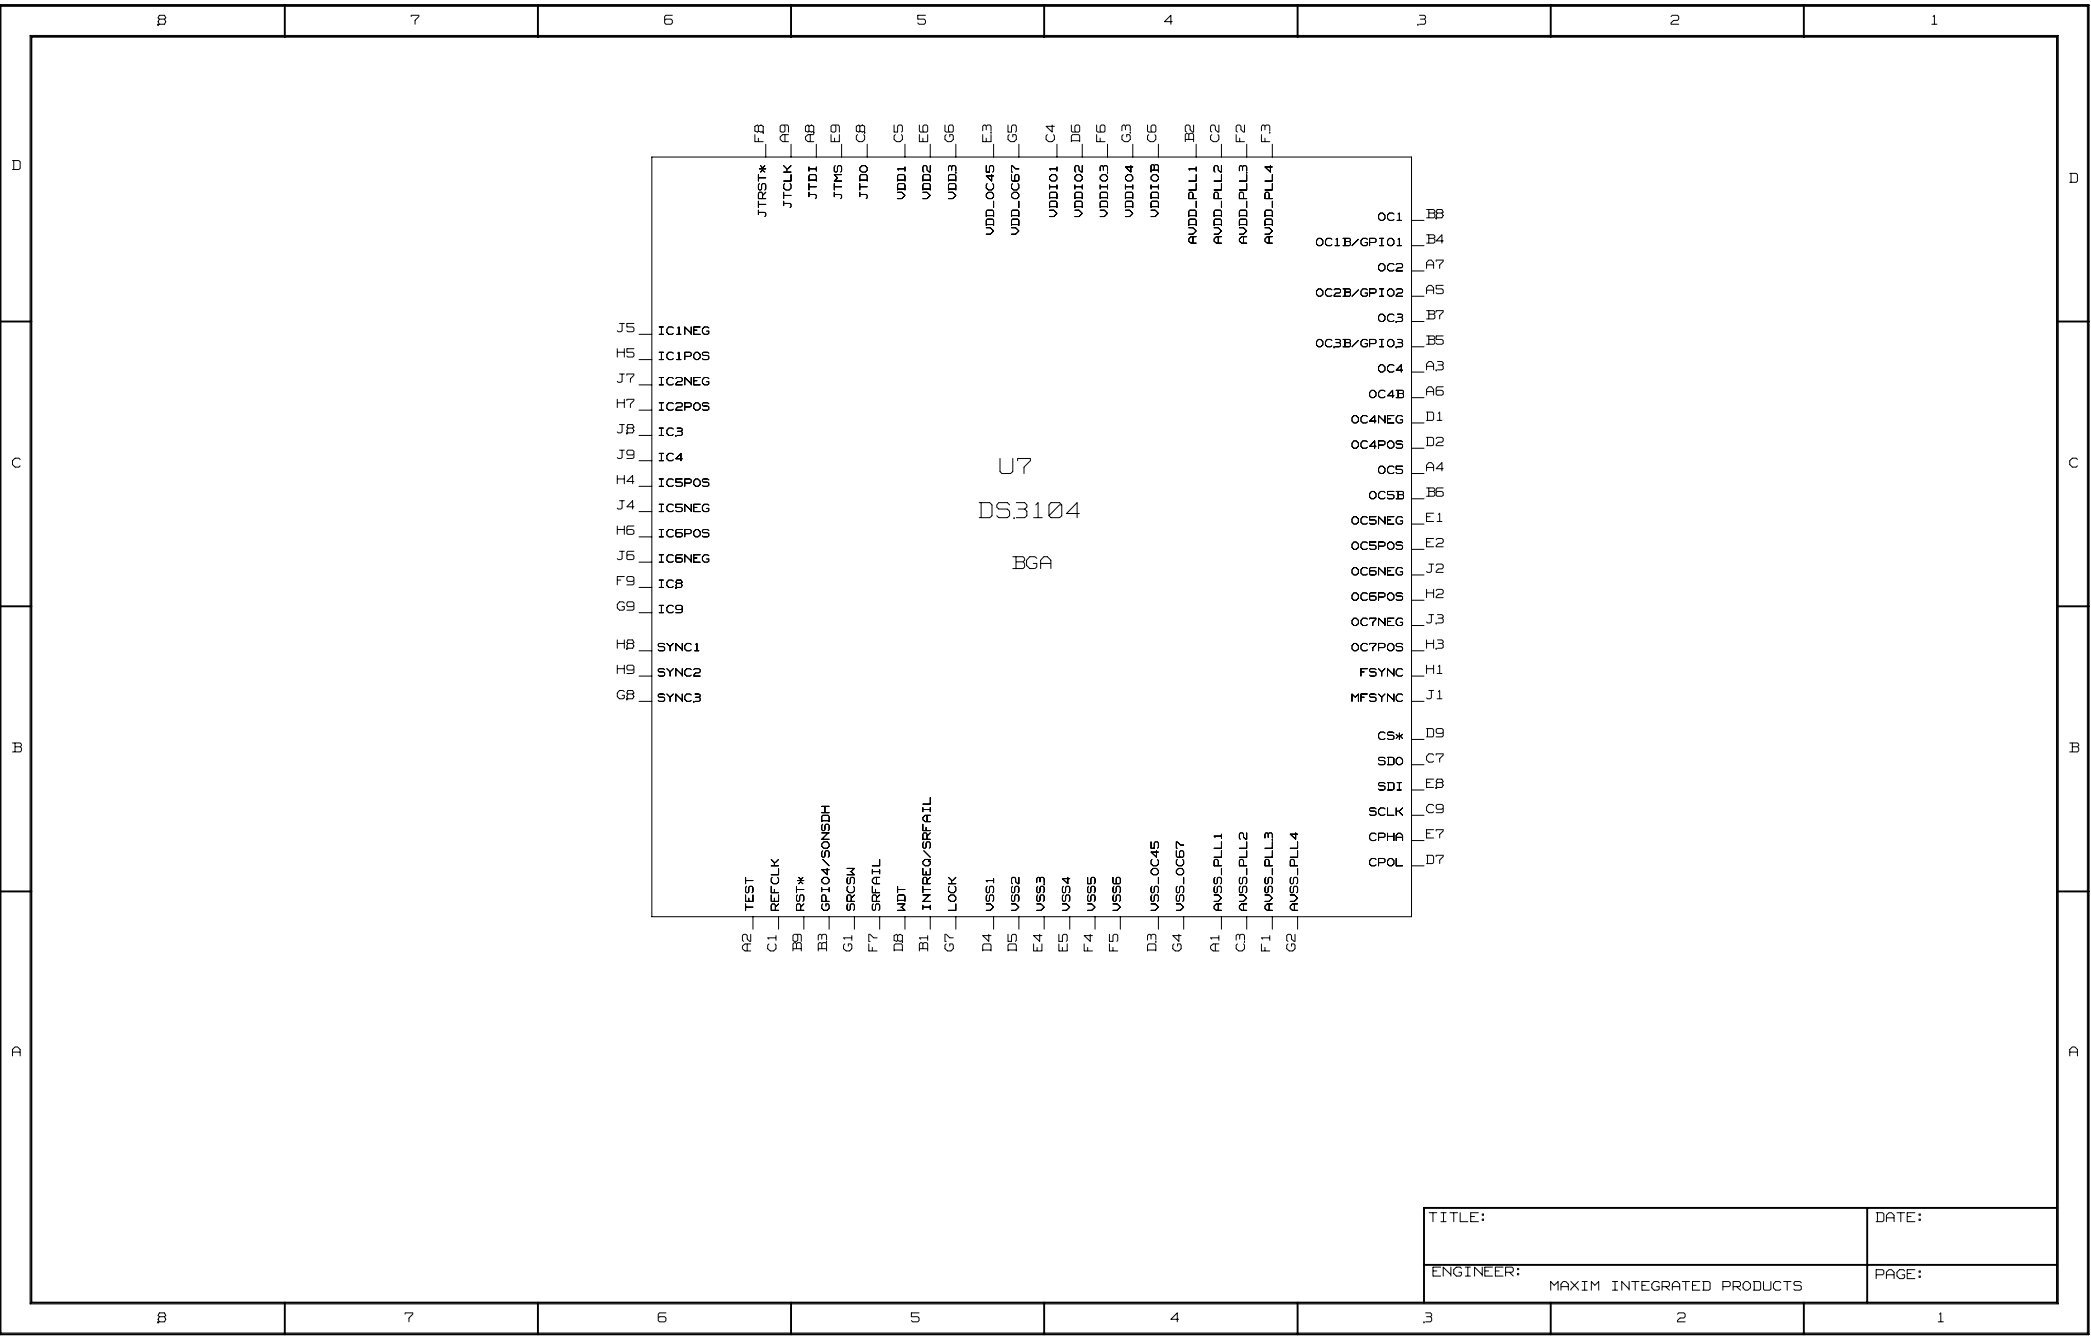 8 7 6 5 4 3 2 1
D D
C C
B B
A A
F8 A9 A8 E9 C8 C5 E6 G6 E3 G5 C4 D6 F6 G3 C6 B2 C2 F2 F3
JTRST* JTCLK JTDI JTMS JTDO VDD1 VDD2 VDD3 VDD_OC45 VDD_OC67 VDDIO1 VDDIO2 VDDIO3 VDDIO4 VDDIOB AVDD_PLL1 AVDD_PLL2 AVDD_PLL3 AVDD_PLL4
J5 IC1NEG
H5 IC1POS
J7 IC2NEG
H7 IC2POS
J8 IC3
J9 IC4
H4 IC5POS
J4 IC5NEG
H6 IC6POS
J6 IC6NEG
F9 IC8
G9 IC9
H8 SYNC1
H9 SYNC2
G8 SYNC3
U7
DS3104
BGA
OC1 B8
OC1B/GPIO1 B4
OC2 A7
OC2B/GPIO2 A5
OC3 B7
OC3B/GPIO3 B5
OC4 A3
OC4B A6
OC4NEG D1
OC4POS D2
OC5 A4
OC5B B6
OC5NEG E1
OC5POS E2
OC6NEG J2
OC6POS H2
OC7NEG J3
OC7POS H3
FSYNC H1
MFSYNC J1
CS* D9
SDO C7
SDI E8
SCLK C9
CPHA E7
CPOL D7
TEST REFCLK RST* GPIO4/SONSDH SRCSW SRFAIL WDT INTREQ/SRFAIL LOCK VSS1 VSS2 VSS3 VSS4 VSS5 VSS6 VSS_OC45 VSS_OC67 AVSS_PLL1 AVSS_PLL2 AVSS_PLL3 AVSS_PLL4
A2 C1 B9 B3 G1 F7 D8 B1 G7 D4 D5 E4 E5 F4 F5 D3 G4 A1 C3 F1 G2
TITLE: DATE:
ENGINEER: MAXIM INTEGRATED PRODUCTS PAGE:
8 7 6 5 4 3 2 1